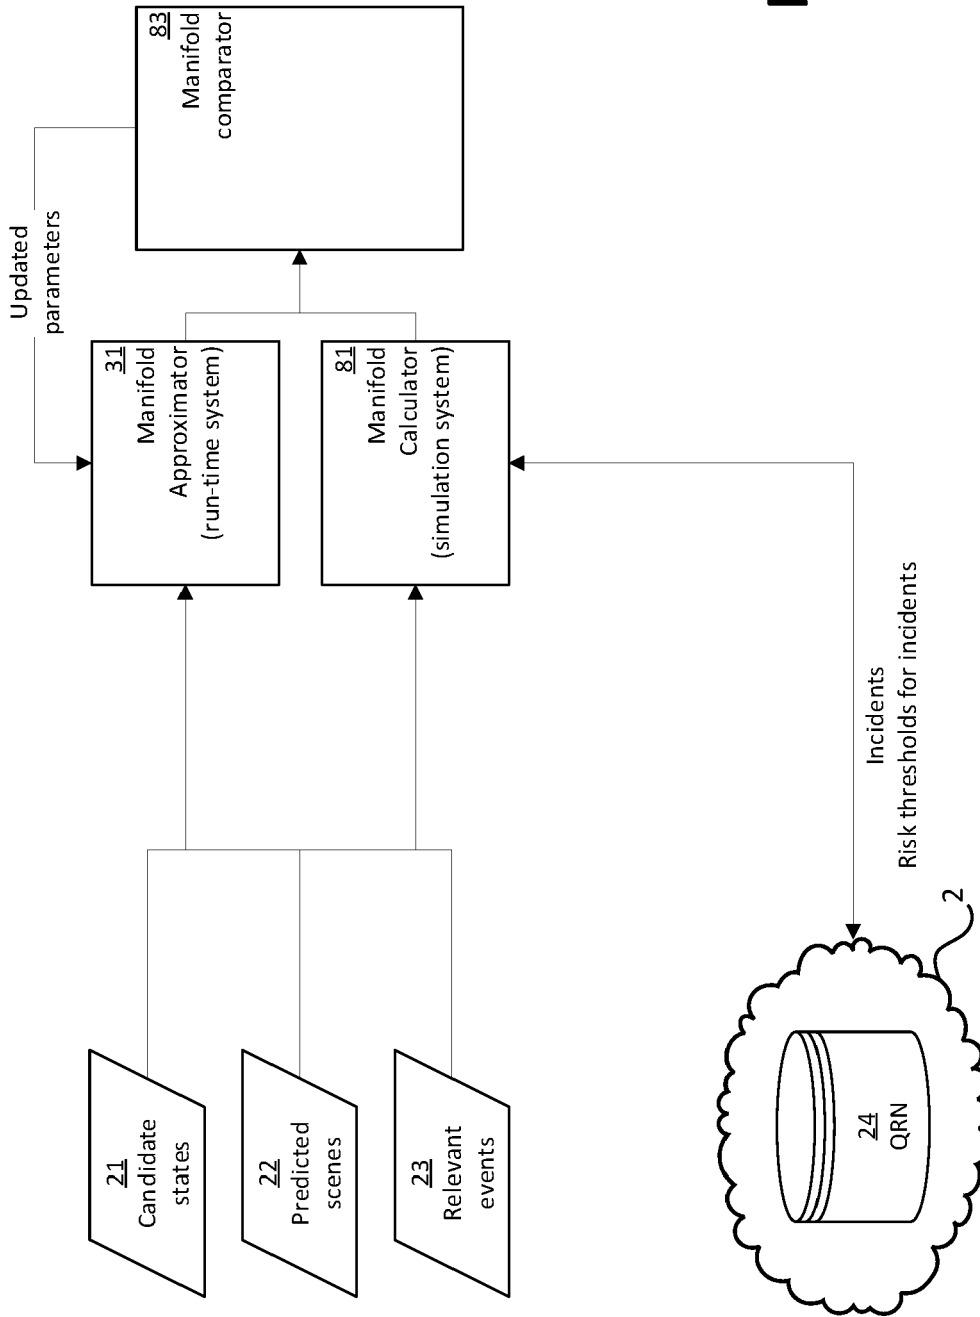 21
Candidate
states
22
Predicted
scenes
23
Relevant
events
31
Manifold
Approximator
(run-time system)
81
Manifold
Calculator
(simulation system)
Updated
parameters
83
Manifold
comparator
24
QRN
2
Incidents
Risk thresholds for incidents